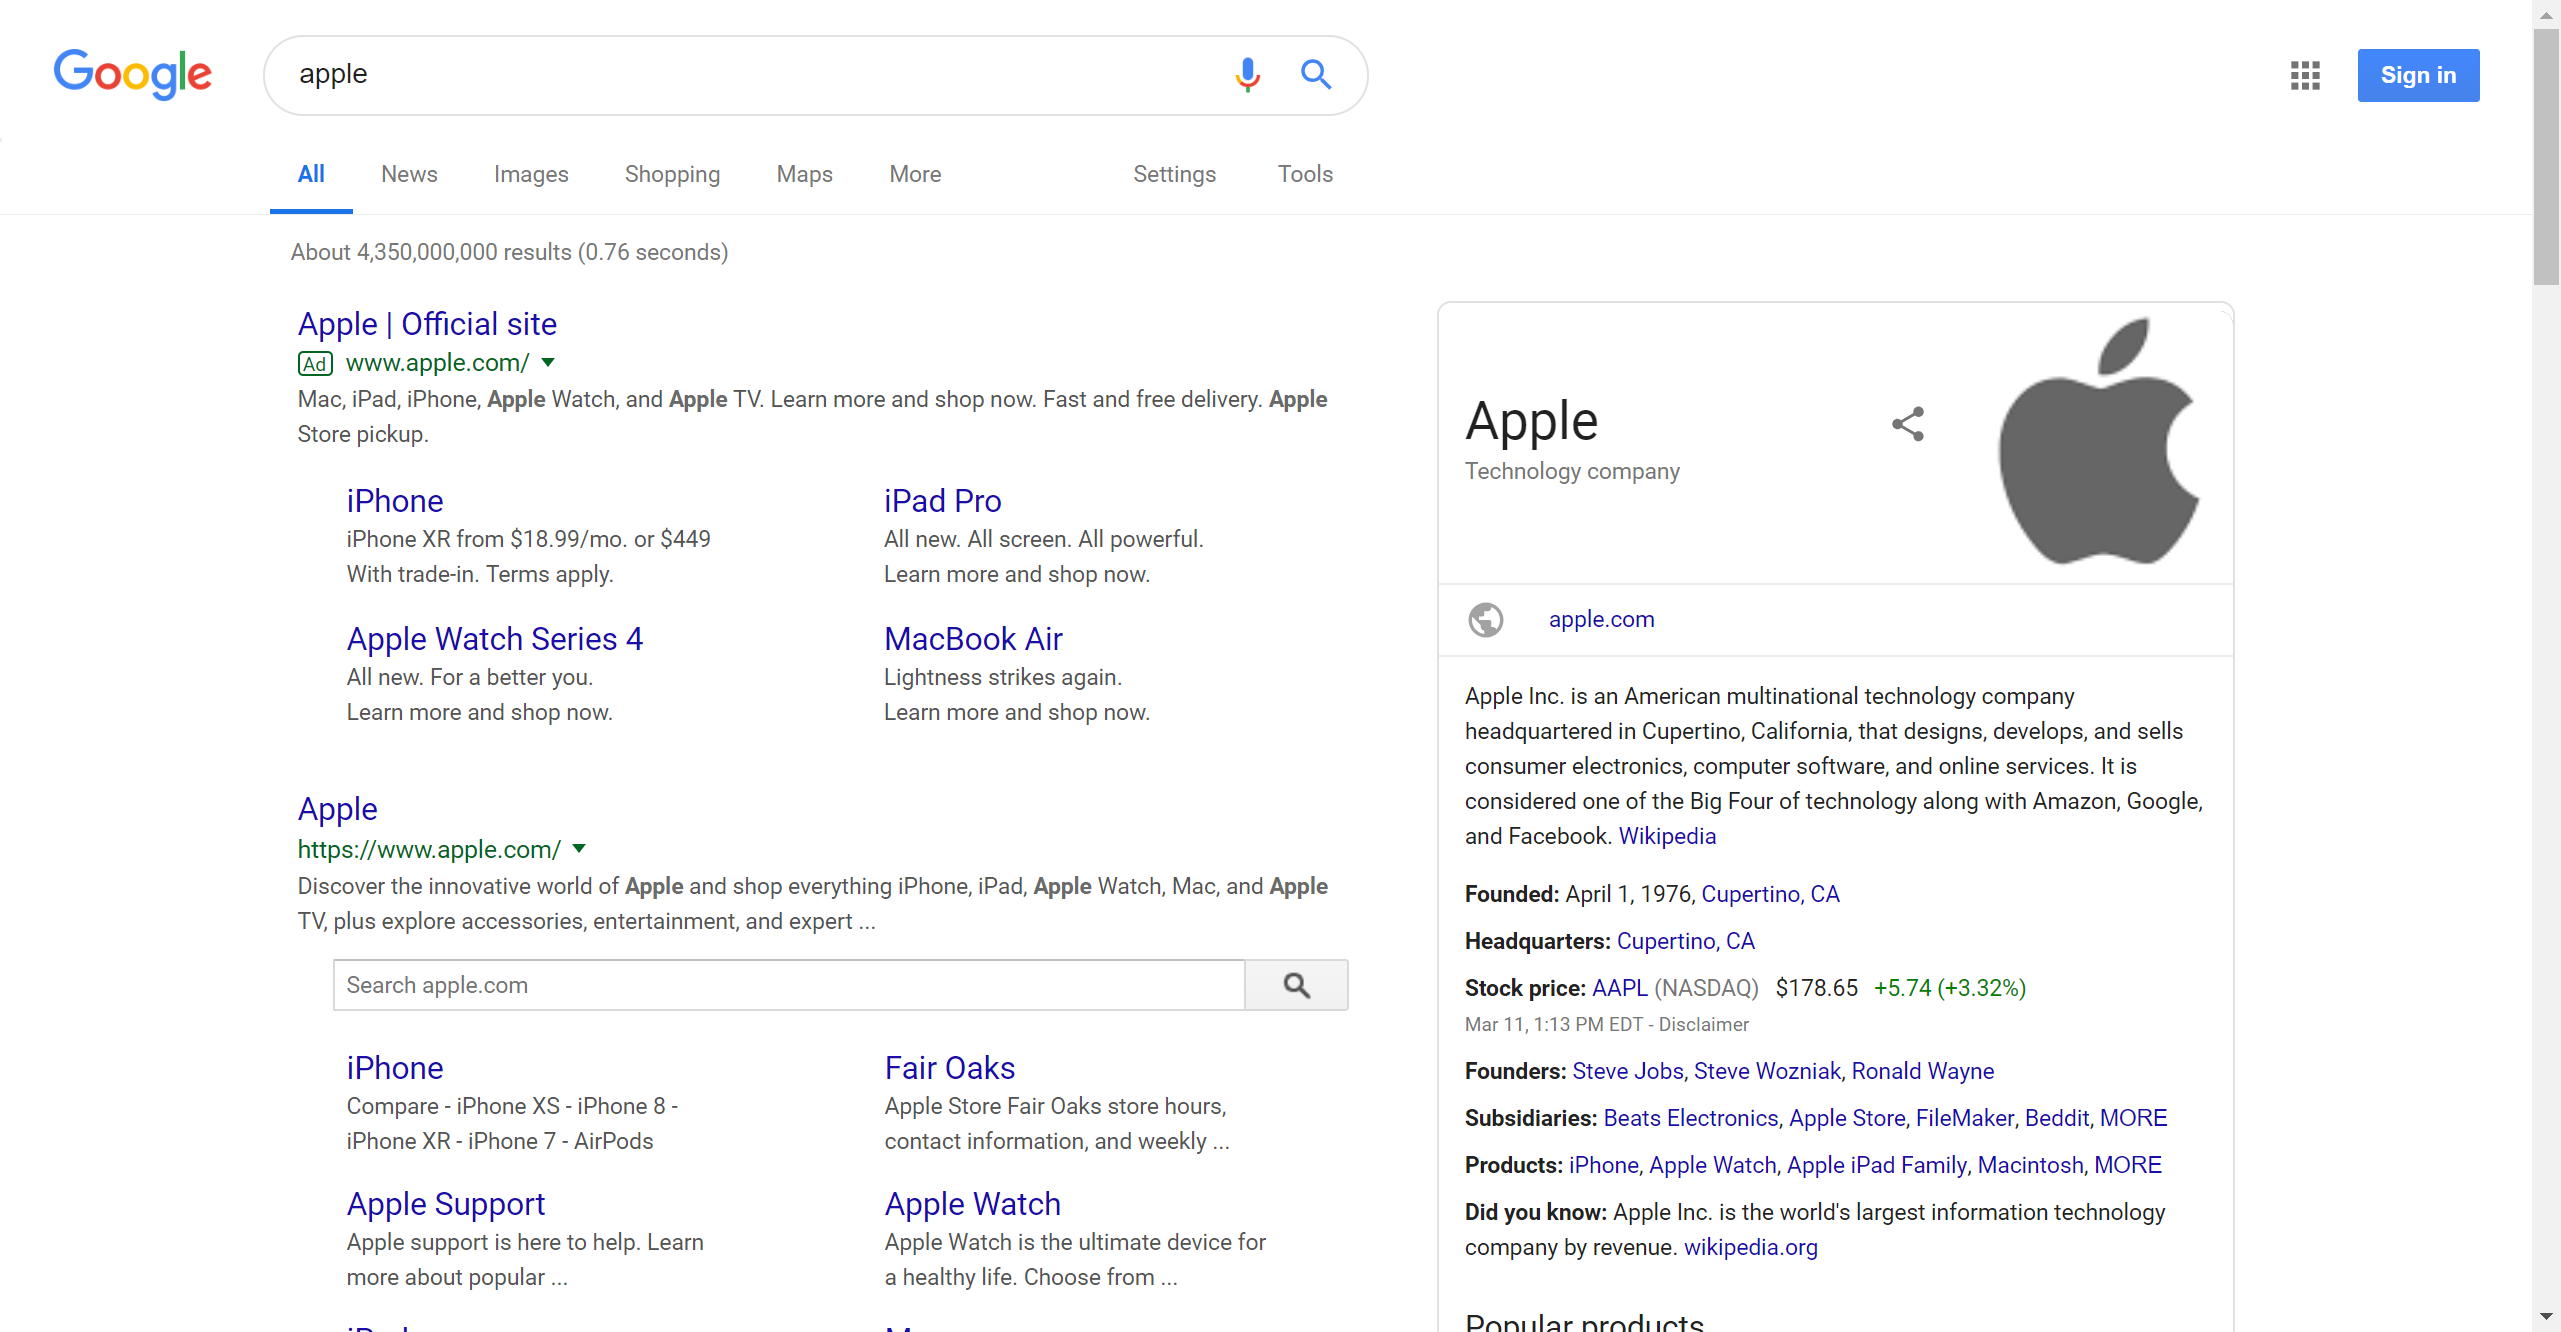 Google
apple
Sign in
All
News
Images
Shopping
Maps
More
Settings
Tools
About 4,350,000,000 results (0.76 seconds)
Apple | Official site
Ad www.apple.com/
Mac, iPad, iPhone, Apple Watch, and Apple TV. Learn more and shop now. Fast and free delivery. Apple
Store pickup.
iPhone
iPhone XR from $18.99/mo. or $449
With trade-in. Terms apply.
iPad Pro
All new. All screen. All powerful.
Learn more and shop now.
Apple Watch Series 4
All new. For a better you.
Learn more and shop now.
MacBook Air
Lightness strikes again.
Learn more and shop now.
Apple
https://www.apple.com/
Discover the innovative world of Apple and shop everything iPhone, iPad, Apple Watch, Mac, and Apple
TV, plus explore accessories, entertainment, and expert ...
Search apple.com
iPhone
Compare - iPhone XS - iPhone 8 -
iPhone XR - iPhone 7 - AirPods
Fair Oaks
Apple Store Fair Oaks store hours,
contact information, and weekly ...
Apple Support
Apple support is here to help. Learn
more about popular ...
Apple Watch
Apple Watch is the ultimate device for
a healthy life. Choose from ...
Apple
Technology company
apple.com
Apple Inc. is an American multinational technology company
headquartered in Cupertino, California, that designs, develops, and sells
consumer electronics, computer software, and online services. It is
considered one of the Big Four of technology along with Amazon, Google,
and Facebook. Wikipedia
Founded: April 1, 1976, Cupertino, CA
Headquarters: Cupertino, CA
Stock price: AAPL (NASDAQ) $178.65 +5.74 (+3.32%)
Mar 11, 1:13 PM EDT - Disclaimer
Founders: Steve Jobs, Steve Wozniak, Ronald Wayne
Subsidiaries: Beats Electronics, Apple Store, FileMaker, Beddit, MORE
Products: iPhone, Apple Watch, Apple iPad Family, Macintosh, MORE
Did you know: Apple Inc. is the world's largest information technology
company by revenue. wikipedia.org
Popular products